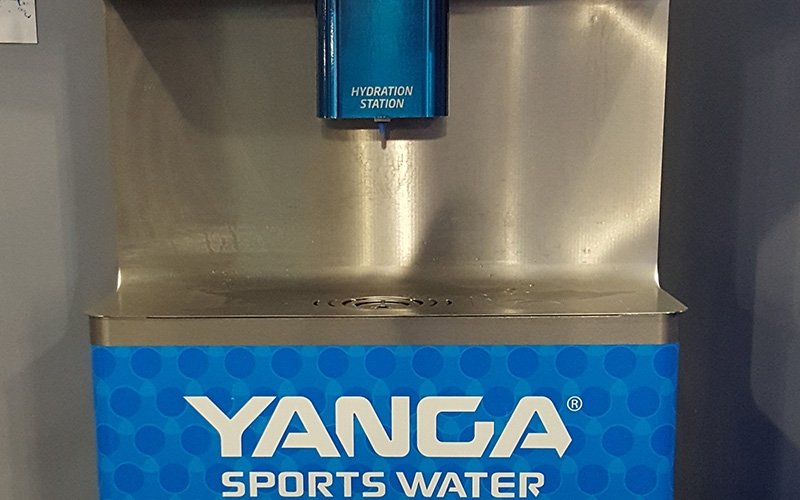 HYDRATION
STATION
YANGA®
SPORTS WATER